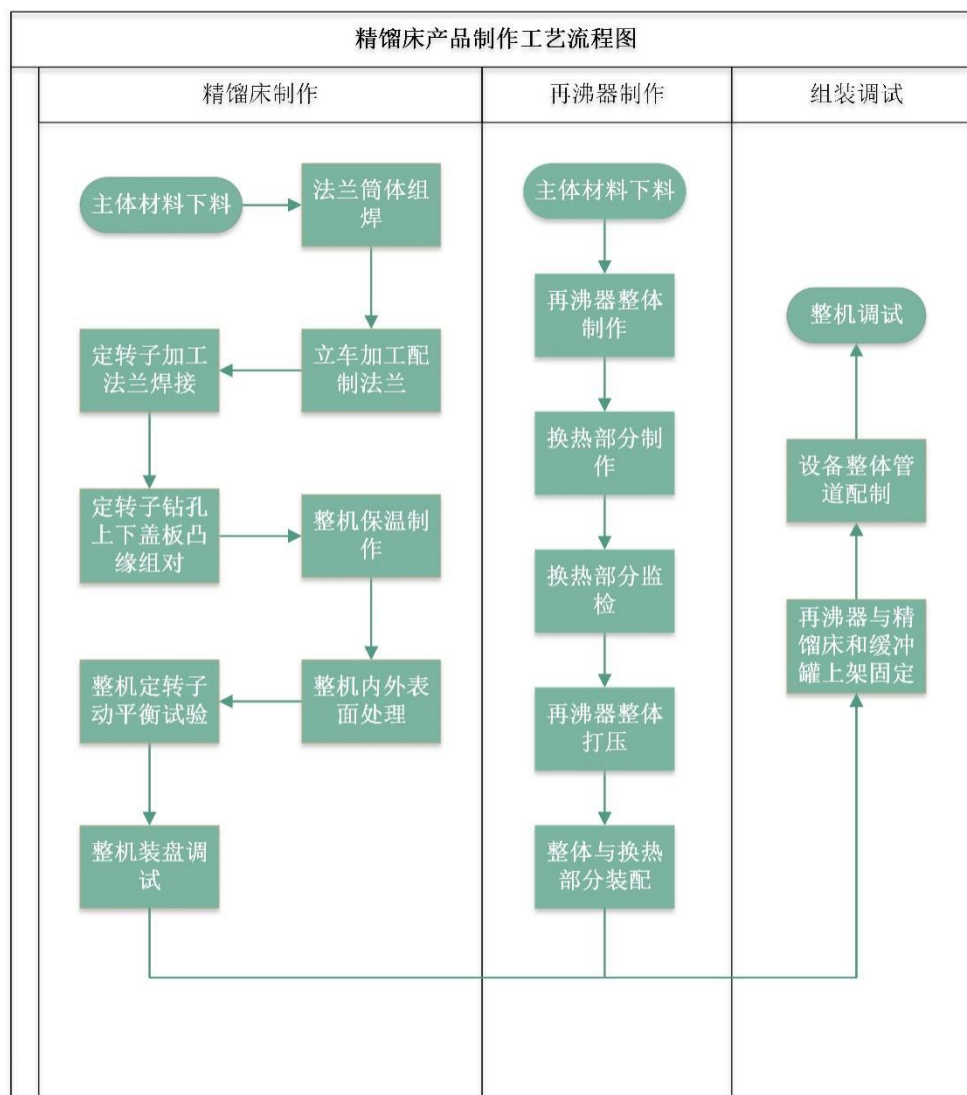 精馏床产品制作工艺流程图
精馏床制作
再沸器制作
组装调试
主体材料下料
法兰筒体组
焊
立车加工配
制法兰
定转子加工
法兰焊接
定转子钻孔
上下盖板凸
缘组对
整机保温制
作
整机内外表
面处理
整机定转子
动平衡试验
整机装盘调
试
主体材料下料
再沸器整体
制作
换热部分制
作
换热部分监
检
再沸器整体
打压
整体与换热
部分装配
再沸器与精
馏床和缓冲
罐上架固定
设备整体管
道配制
整机调试